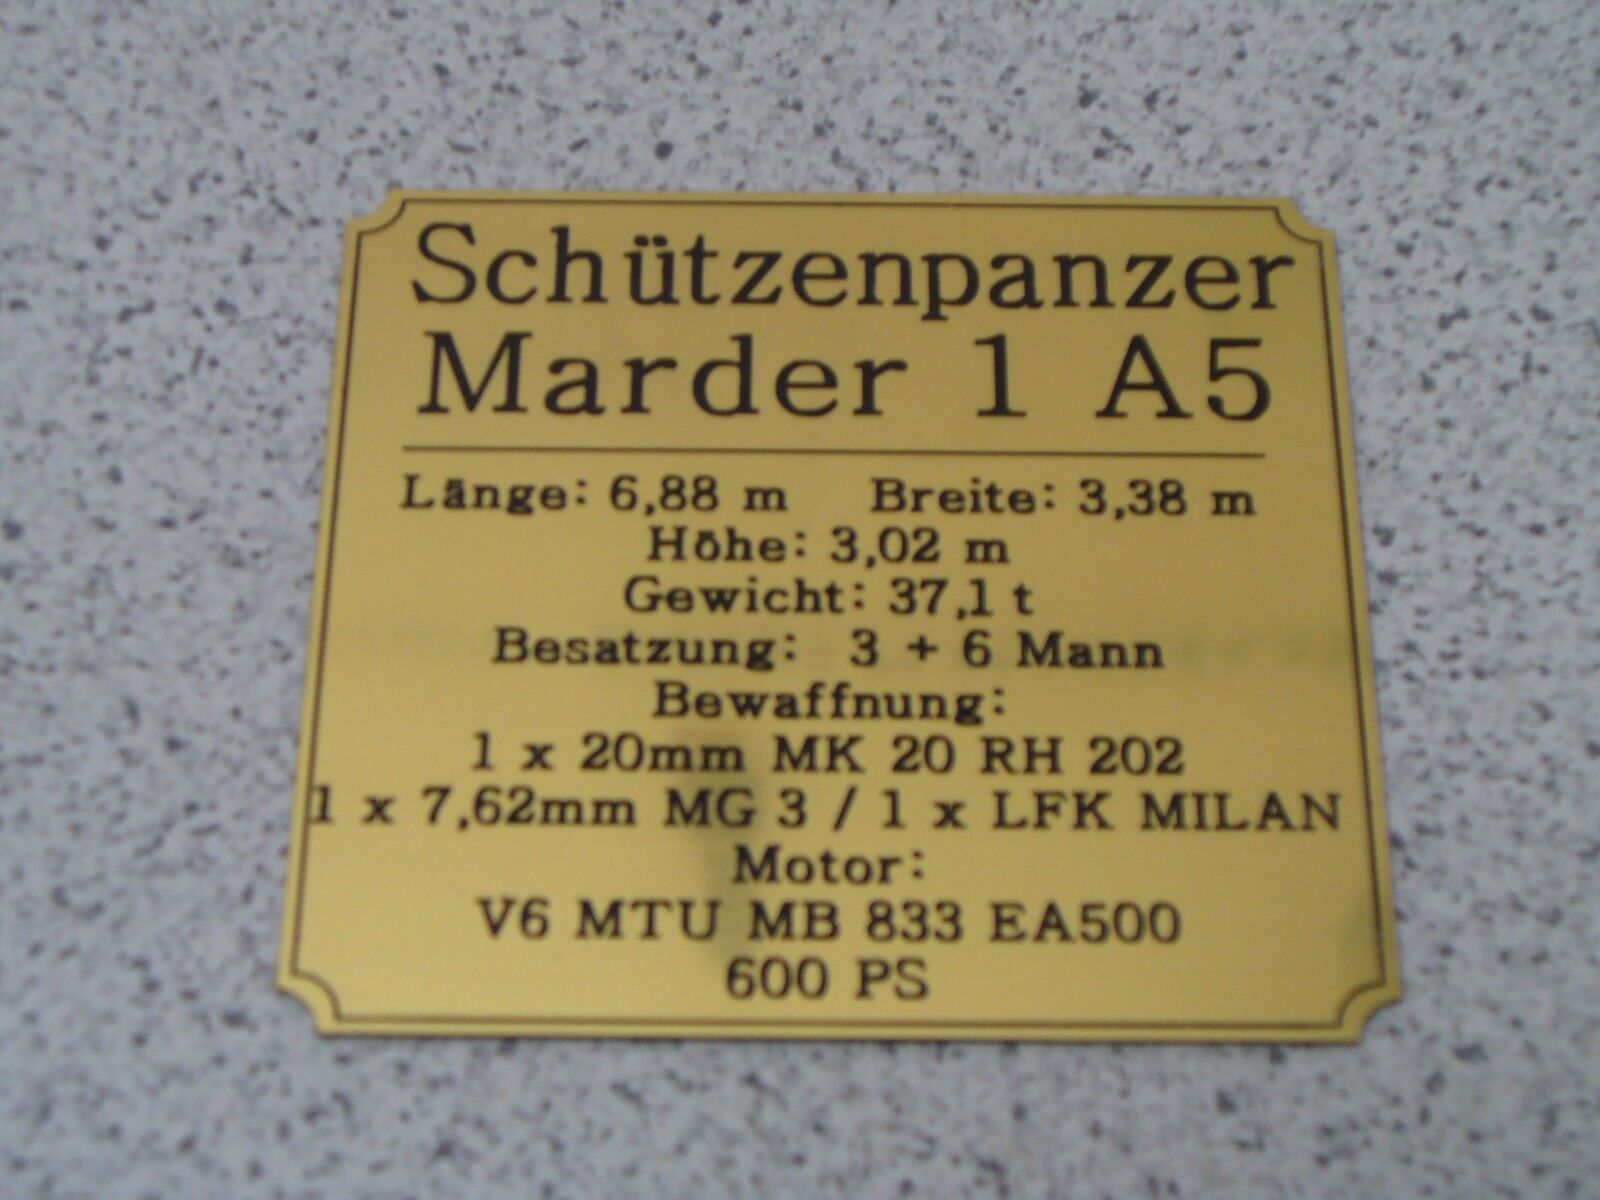 Schützenpanzer
Marder 1 A5
Länge: 6,88 m Breite: 3,38 m
Höhe: 3,02 m
Gewicht: 37,1 t
Besatzung: 3 + 6 Mann
Bewaffnung:
1 x 20mm MK 20 RH 202
1 x 7,62mm MG 3 / 1 x LFK MILAN
Motor:
V6 MTU MB 833 EA500
600 PS